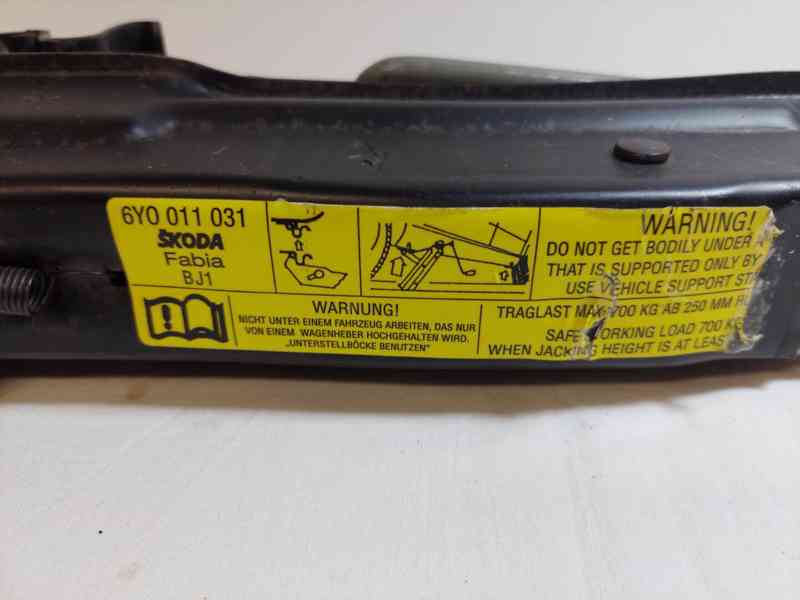 6Y0 011 031
ŠKODA
Fabia
BJ1
WARNUNG!
NICHT UNTER EINEM FAHRZEUG ARBEITEN, DAS NUR
VON EINEM WAGENHEBER HOCHGEHALTEN WIRD.
„UNTERSTELLBÖCKE BENUTZEN"
WARNING!
DO NOT GET BODILY UNDER A
THAT IS SUPPORTED ONLY BY
USE VEHICLE SUPPORT
TRAGLAST MAX. 700 KG AB 250 MM
SAFE WORKING LOAD 700 KG
WHEN JACKING HEIGHT IS AT LEAST